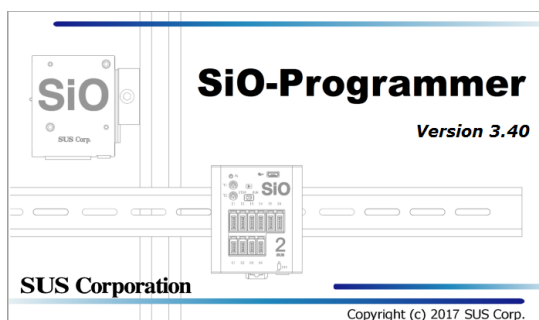 SiO
SUS Corp.
SiO-Programmer
Version 3.40
SiO
2
SUS Corporation
Copyright (c) 2017 SUS Corp.